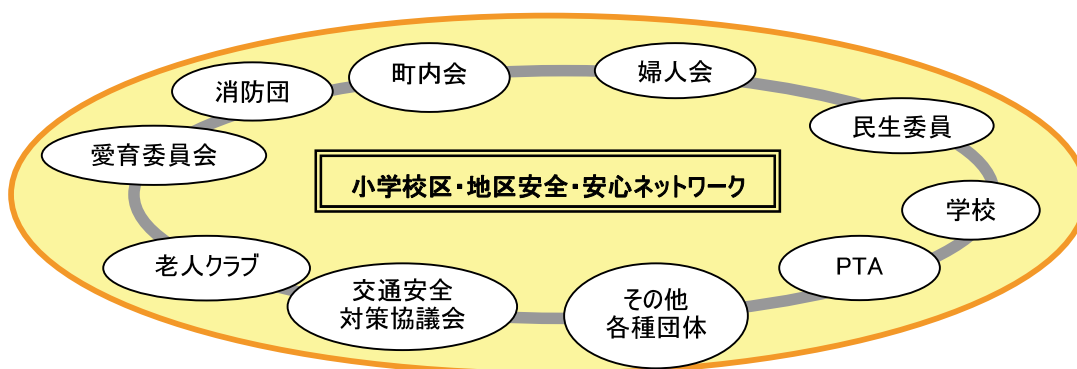 町内会
婦人会
消防団
民生委員
愛育委員会
小学校区・地区安全・安心ネットワーク
学校
老人クラブ
PTA
交通安全
対策協議会
その他
各種団体